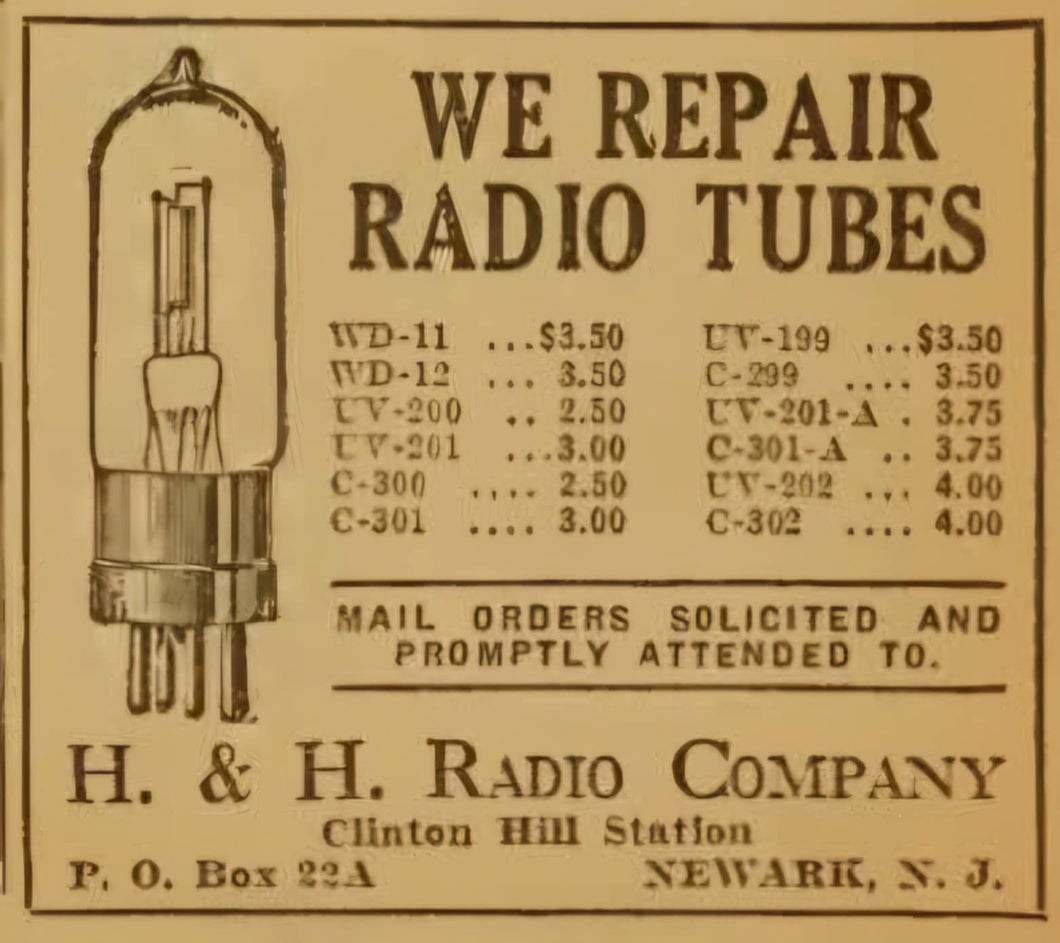 WE REPAIR
RADIO TUBES
WD-11 ...$3.50
WD-12 ... 3.50
UV-200 .. 2.50
UV-201 ...3.00
C-300 .... 2.50
C-301 .... 3.00
UV-199 ...$3.50
C-299 .... 3.50
UV-201-A . 3.75
C-301-A .. 3.75
UV-202 ... 4.00
C-302 .... 4.00
MAIL ORDERS SOLICITED AND
PROMPTLY ATTENDED TO.
H. & H. RADIO COMPANY
Clinton Hill Station
P. O. Box 22A NEWARK, N. J.